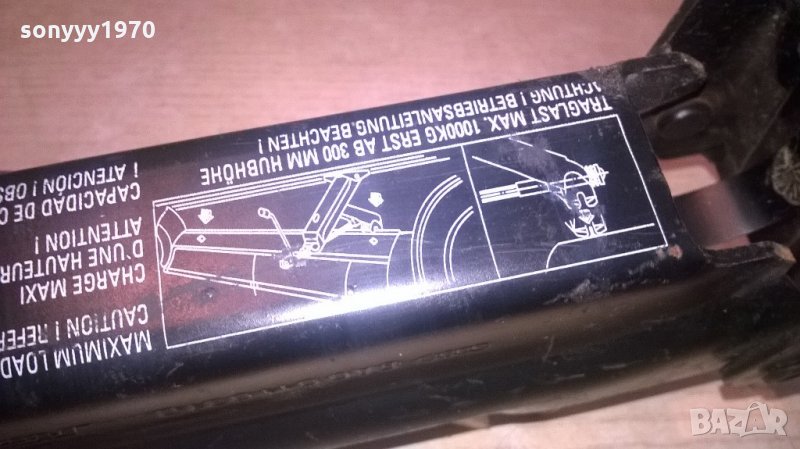 sonyyy1970
ACHTUNG ! BETRIEBSANLEITUNG BEACHTEN !
TRAGLAST MAX. 1000KG ERST AB 300 MM HUBHÖHE
¡ ATENCIÓN ! OBS
CAPACIDAD DE C
ATTENTION !
D'UNE HAUTEUR
CHARGE MAXI
CAUTION ! REFER
MAXIMUM LOAD
BAZAR